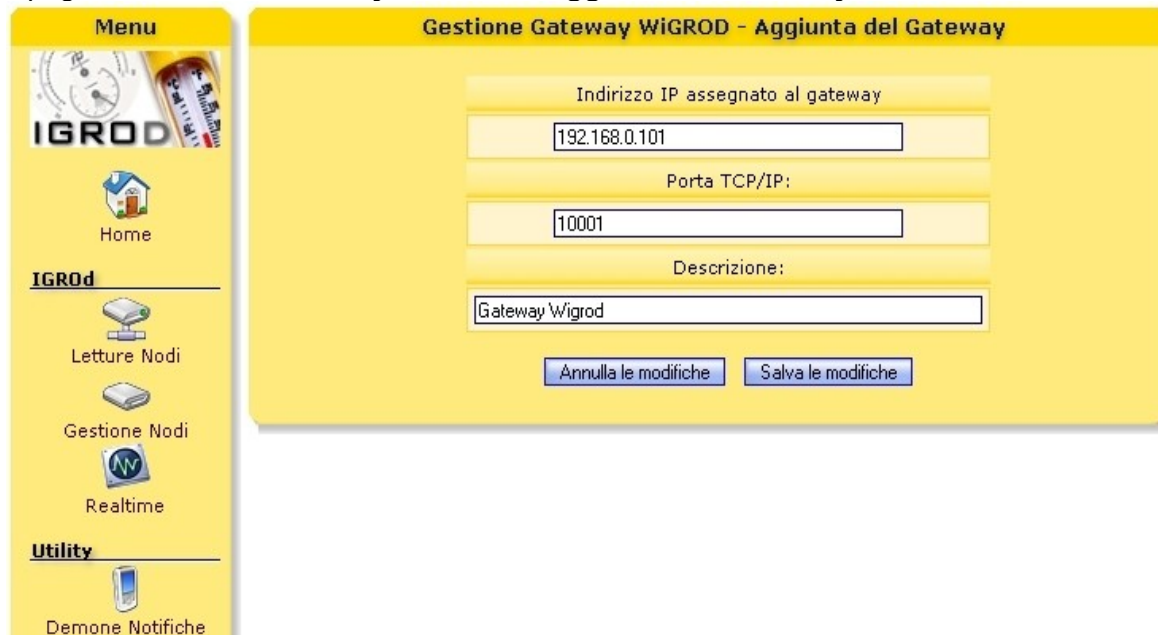 Menu
IGROD
Home
IGROd
Letture Nodi
Gestione Nodi
Realtime
Utility
Demone Notifiche
Gestione Gateway WiGROD - Aggiunta del Gateway
Indirizzo IP assegnato al gateway
192.168.0.101
Porta TCP/IP:
10001
Descrizione:
Gateway Wigrod
Annulla le modifiche Salva le modifiche